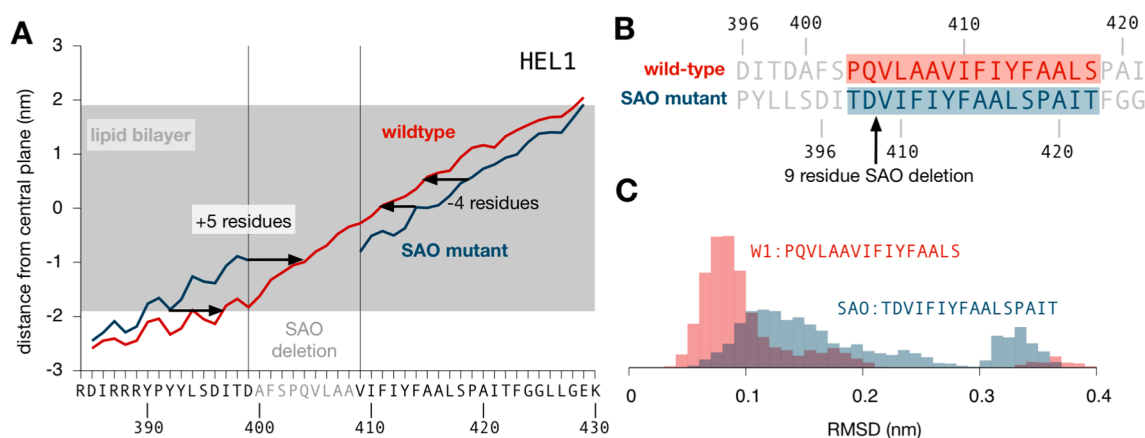 A
HEL1
distance from central plane (nm)
3
2
1
0
-1
-2
-3
lipid bilayer
wildtype
+5 residues
-4 residues
SAO mutant
SAO
deletion
RDIRRRYPYYLSDITDAFSPQVLAAVIFIYFAALSPAITFGGLLGEK
390
400
410
420
430
B
396
400
410
420
wild-type
DITDAFSPQVLAAVIFIYFAALSPAI
SAO mutant
PYLLSDITDVIFIYFAALSPAITFGG
396
410
420
9 residue SAO deletion
C
W1:PQVLAAVIFIYFAALS
SAO:TDVIFIYFAALSPAIT
0
0.1
0.2
0.3
0.4
RMSD (nm)